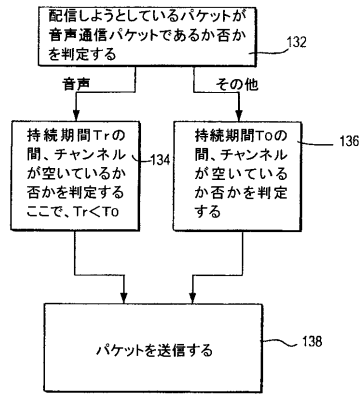 配信しようとしているパケットが
音声通信パケットであるか否か
を判定する
132
音声
その他
持続期間Trの
間、チャンネル
が空いているか
否かを判定する
ここで、Tr<To
134
持続期間Toの
間、チャンネル
が空いている
か否かを判定
する
136
パケットを送信する
138